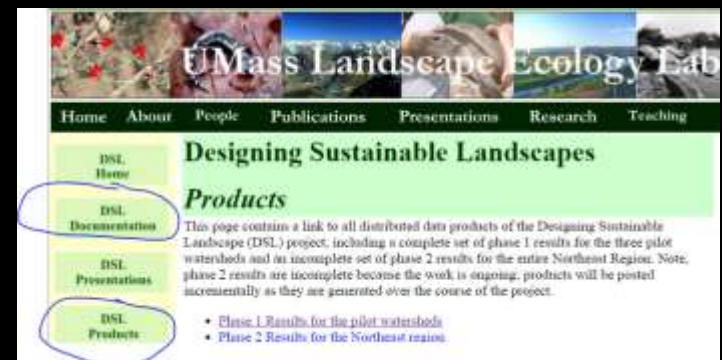 UMass Landscape Ecology Lab
Home About People Publications Presentations Research Teaching
DSL
Home
DSL
Documentation
DSL
Presentations
DSL
Products
Designing Sustainable Landscapes
Products
This page contains a link to all distributed data products of the Designing Sustainable
Landscape (DSL) project, including a complete set of phase 1 results for the three pilot
watersheds and an incomplete set of phase 2 results for the entire Northeast Region. Note,
phase 2 results are incomplete because the work is ongoing, products will be posted
incrementally as they are generated over the course of the project.
• Phase 1 Results for the pilot watersheds
• Phase 2 Results for the Northeast region